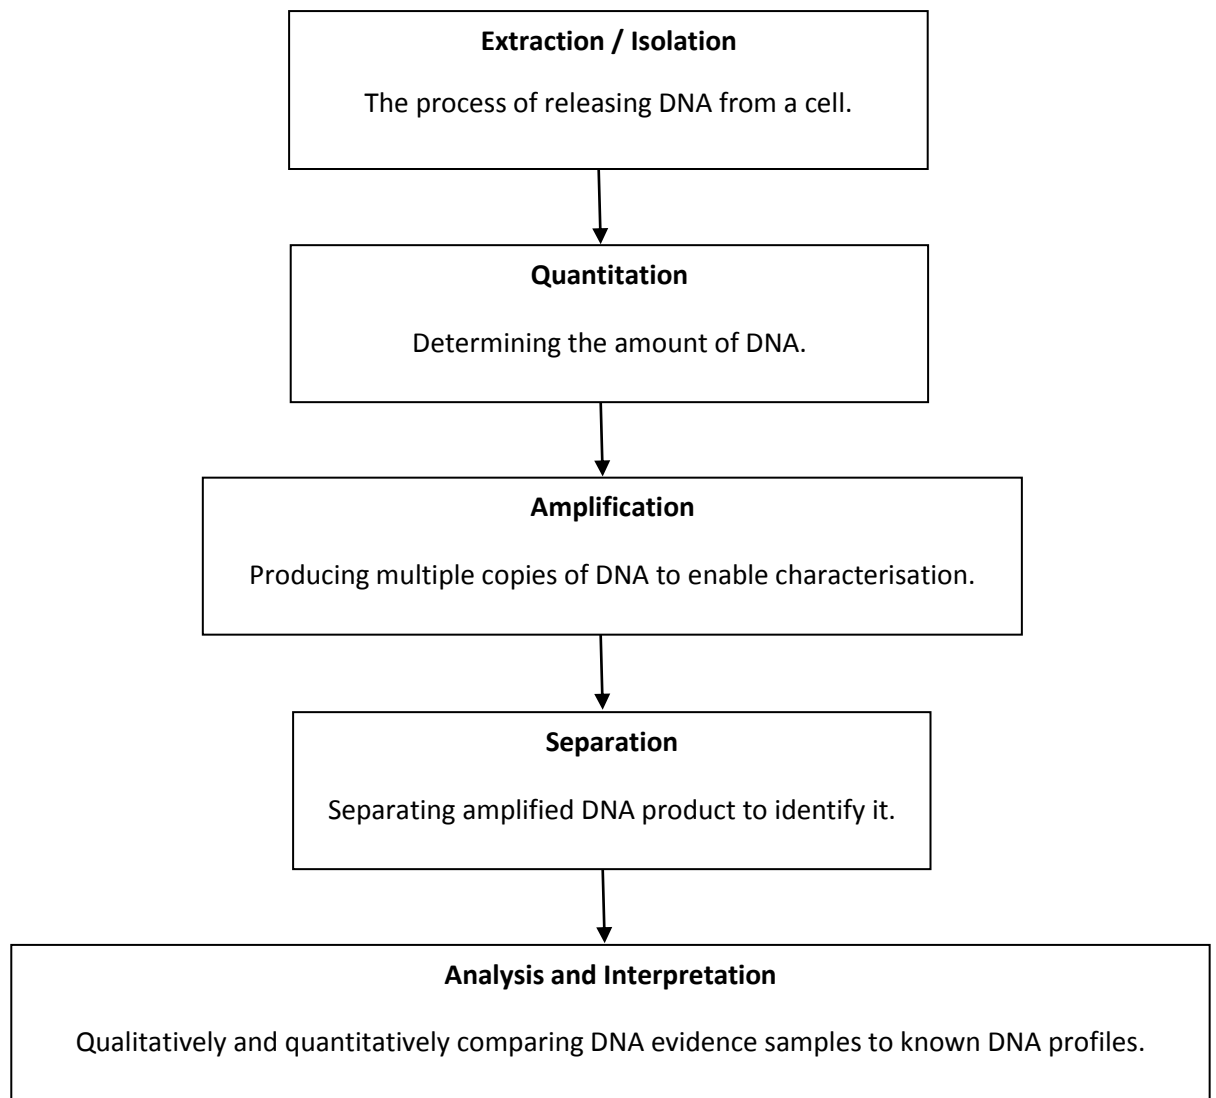 Extraction / Isolation
The process of releasing DNA from a cell.
Quantitation
Determining the amount of DNA.
Amplification
Producing multiple copies of DNA to enable characterisation.
Separation
Separating amplified DNA product to identify it.
Analysis and Interpretation
Qualitatively and quantitatively comparing DNA evidence samples to known DNA profiles.